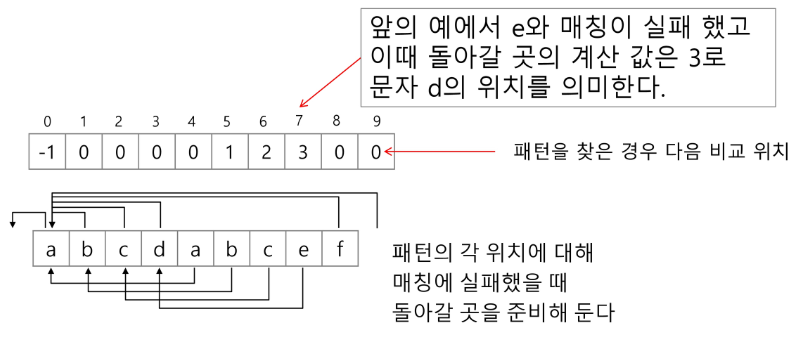 앞의 예에서 e와 매칭이 실패 했고
이때 돌아갈 곳의 계산 값은 3로
문자 d의 위치를 의미한다.
0 1 2 3 4 5 6 7 8 9
-1 0 0 0 0 1 2 3 0 0
패턴을 찾은 경우 다음 비교 위치
a b c d a b c e f
패턴의 각 위치에 대해
매칭에 실패했을 때
돌아갈 곳을 준비해 둔다